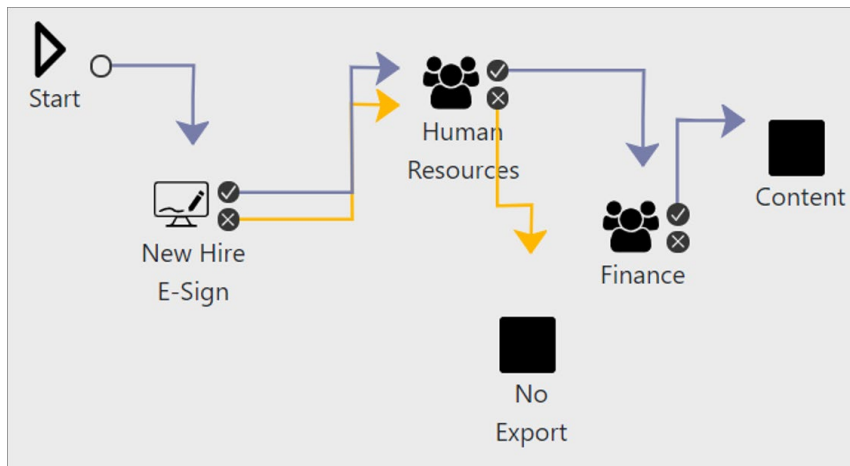 Start
Human
Resources
Content
New Hire
E-Sign
Finance
No
Export